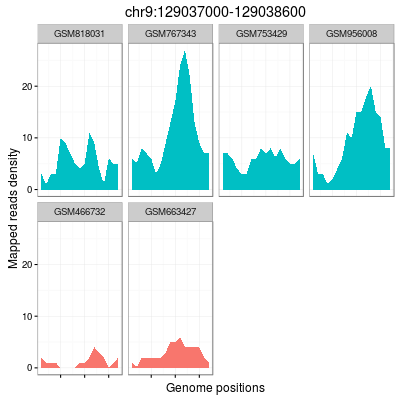 chr9:129037000-129038600
GSM818031 GSM767343 GSM753429 GSM956008
20
10
0
GSM466732 GSM663427
20
10
0
Mapped reads density
Genome positions